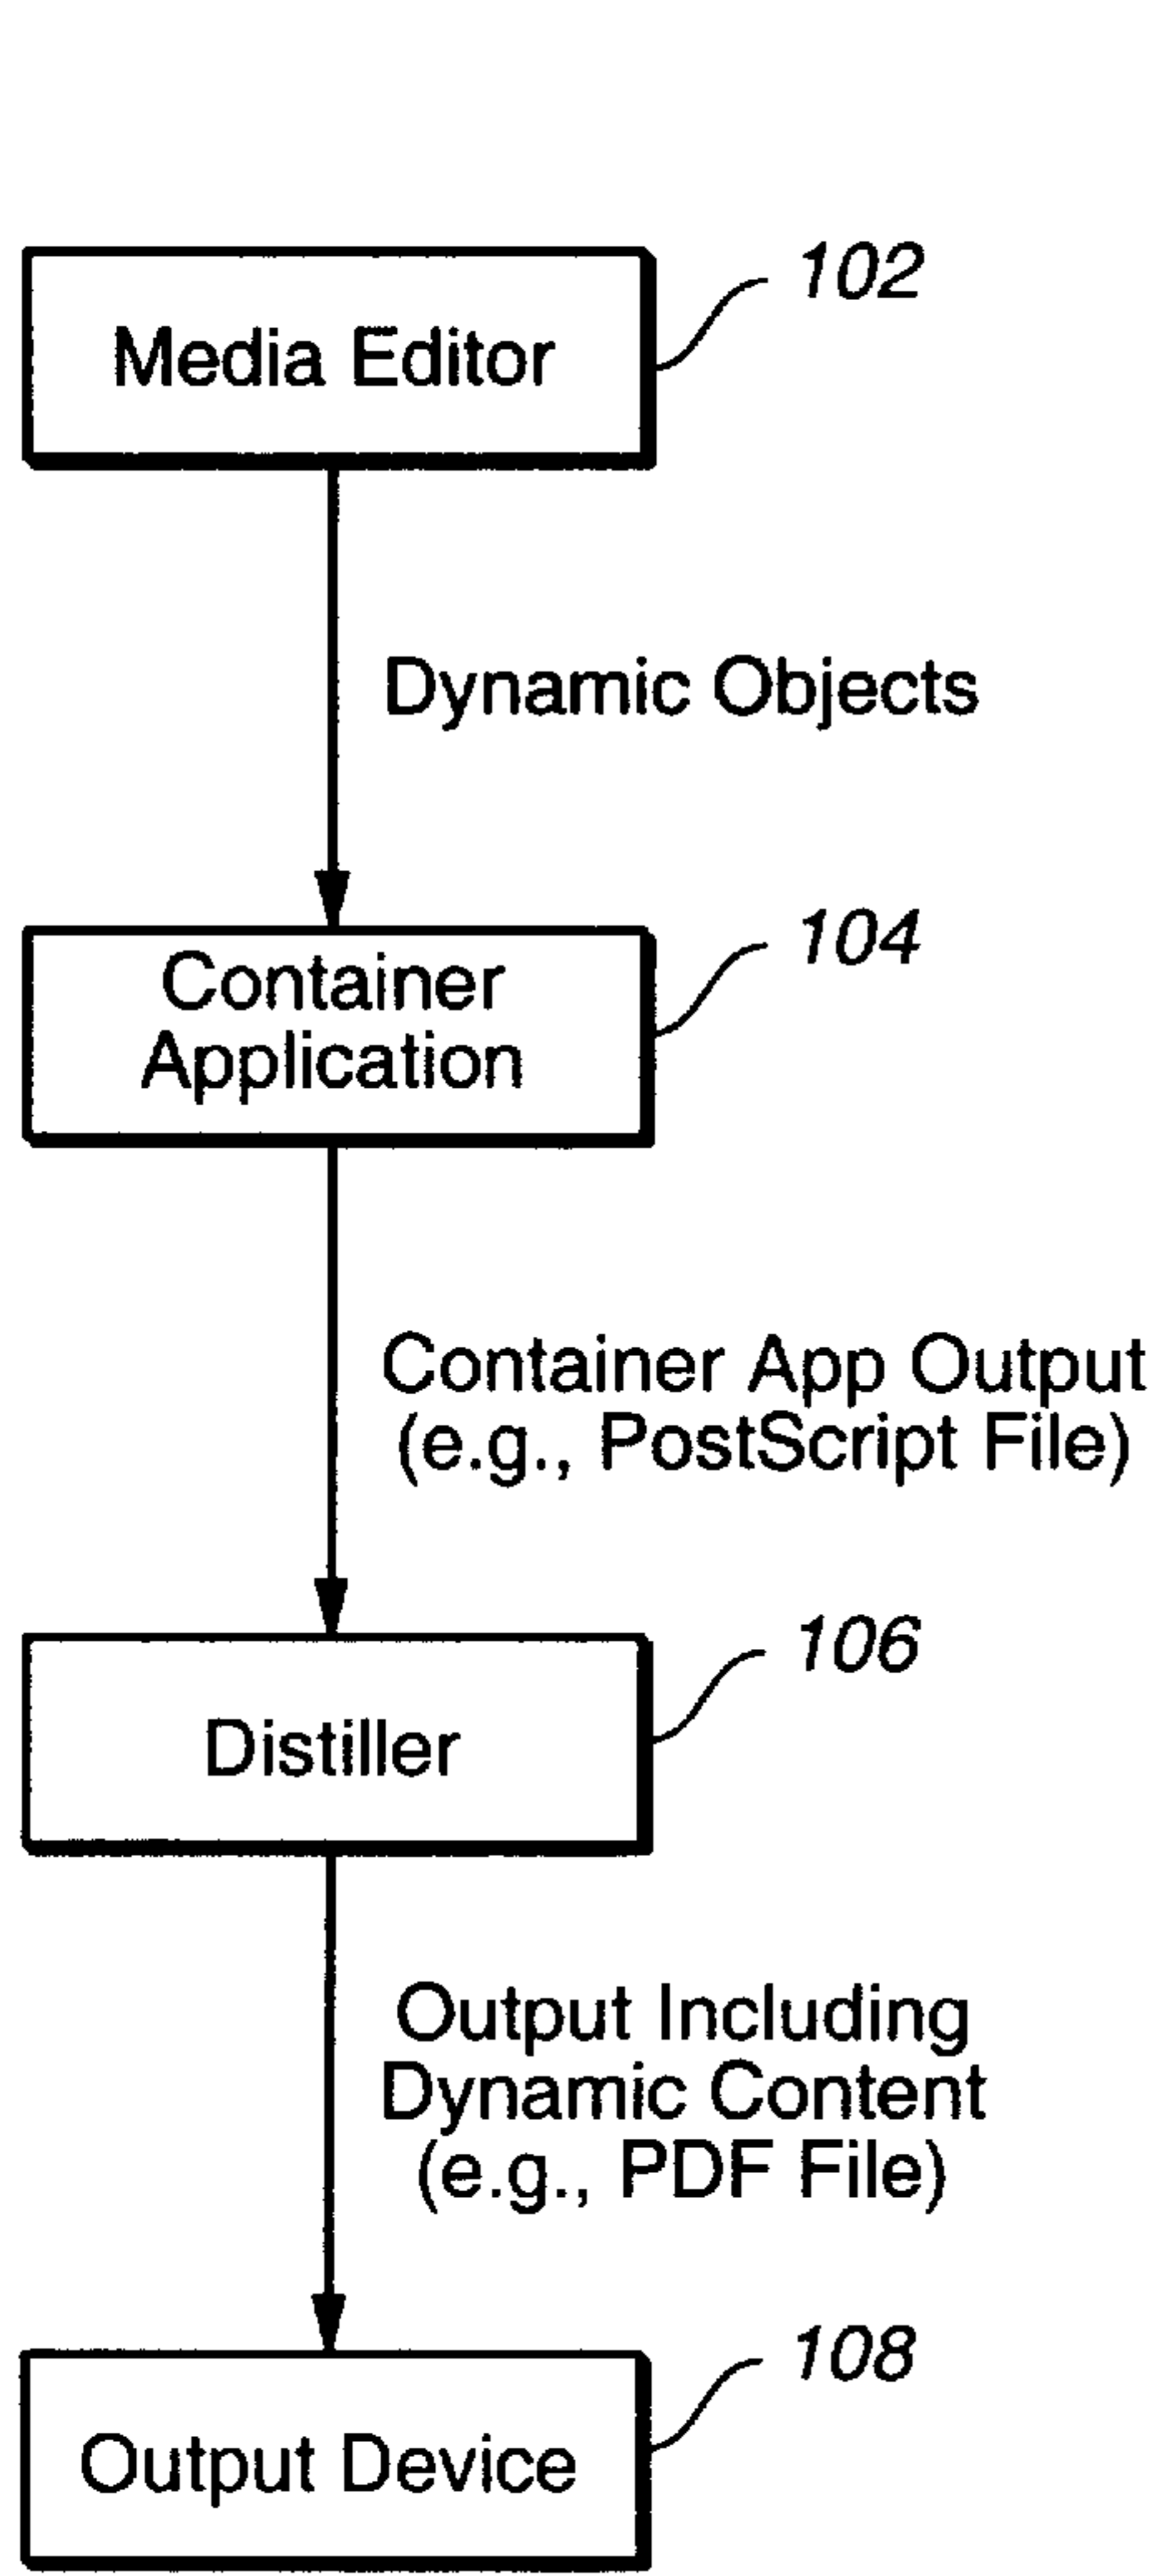 102
Media Editor
Dynamic Objects
104
Container
Application
Container App Output
(e.g., PostScript File)
106
Distiller
Output Including
Dynamic Content
(e.g., PDF File)
108
Output Device